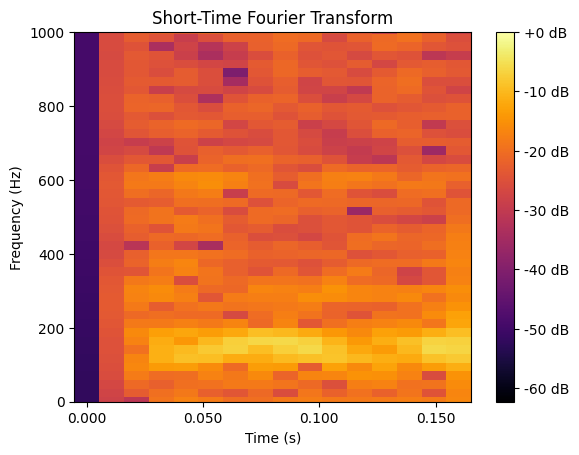 Short-Time Fourier Transform
1000
800
600
400
200
0
Frequency (Hz)
0.000
0.050
0.100
0.150
Time (s)
+0 dB
-10 dB
-20 dB
-30 dB
-40 dB
-50 dB
-60 dB